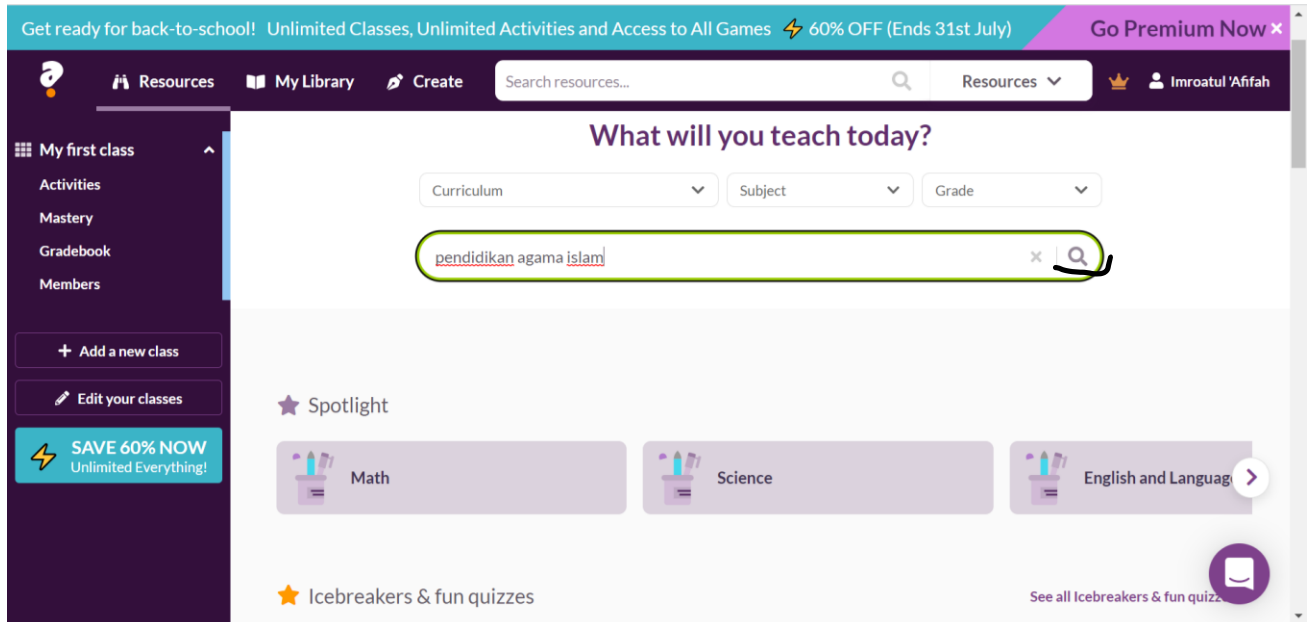 Get ready for back-to-school! Unlimited Classes, Unlimited Activities and Access to All Games 60% OFF (Ends 31st July) Go Premium Now ×
Resources My Library Create Search resources... Resources Imroatul 'Afifah
What will you teach today?
My first class
Activities
Mastery
Gradebook
Members
Curriculum Subject Grade
pendidikan agama islam
+ Add a new class
Edit your classes
SAVE 60% NOW
Unlimited Everything!
Spotlight
Math Science English and Languag
Icebreakers & fun quizzes See all Icebreakers & fun quizz